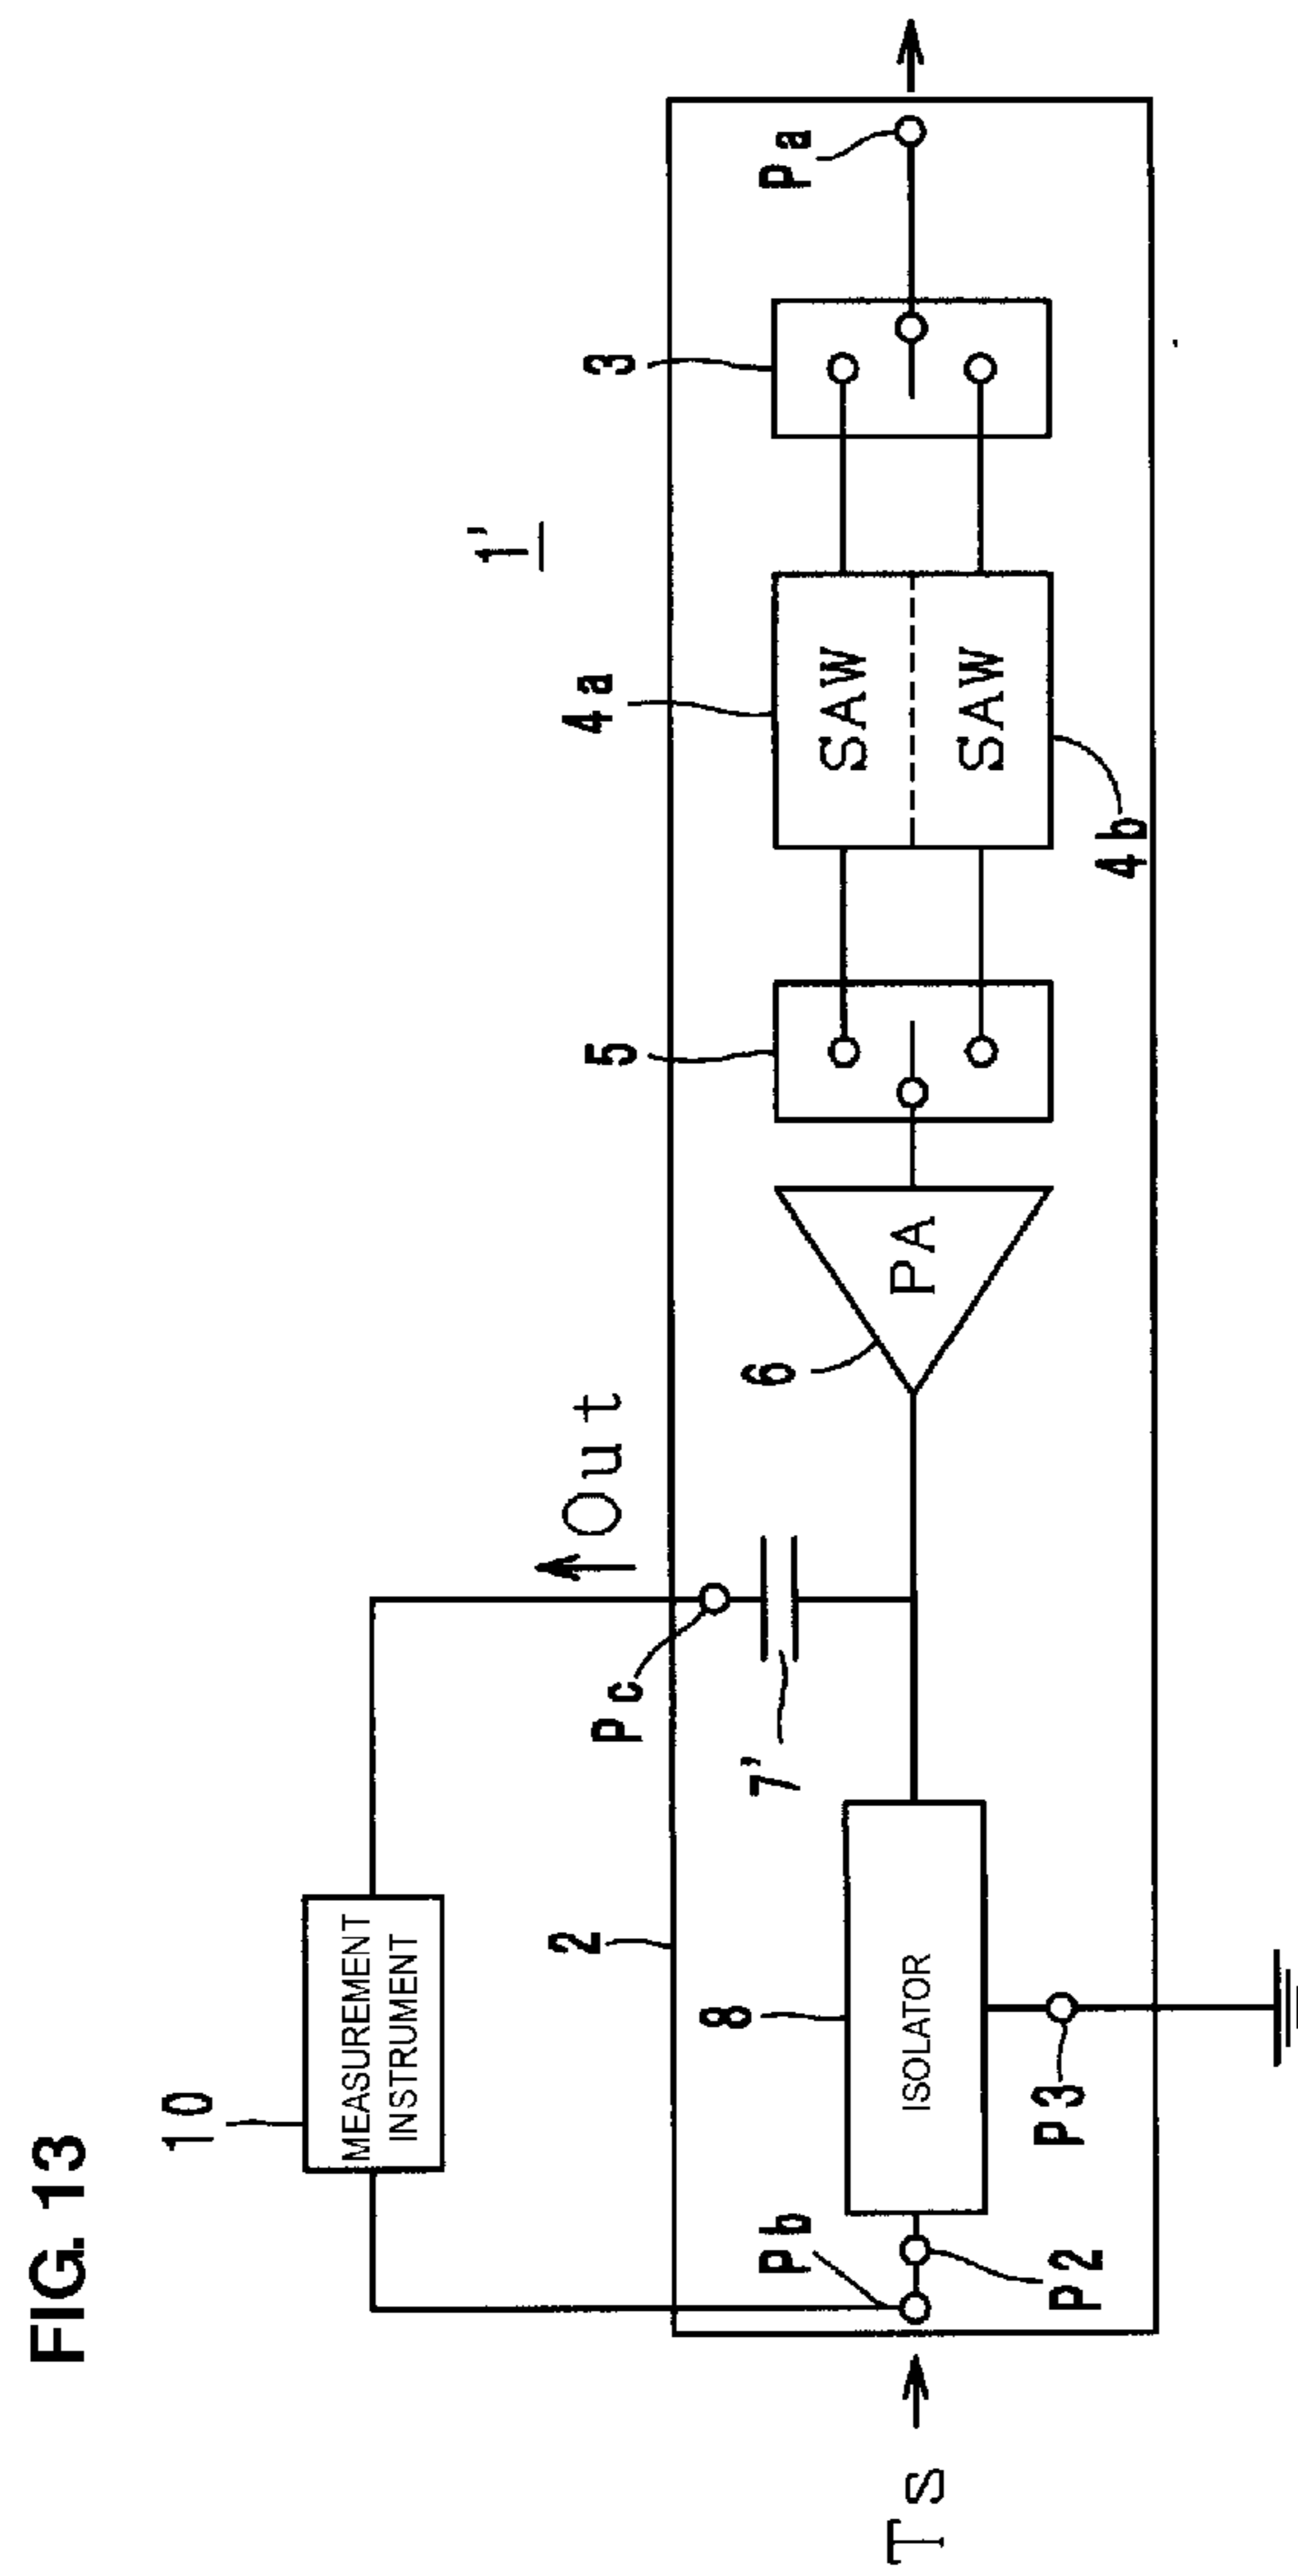 FIG. 13
10
MEASUREMENT
INSTRUMENT
Out
1'
2
Pc
7'
6
5
4a
3
Pa
8
ISOLATOR
PA
SAW
SAW
4b
Pb
P2
P3
Ts